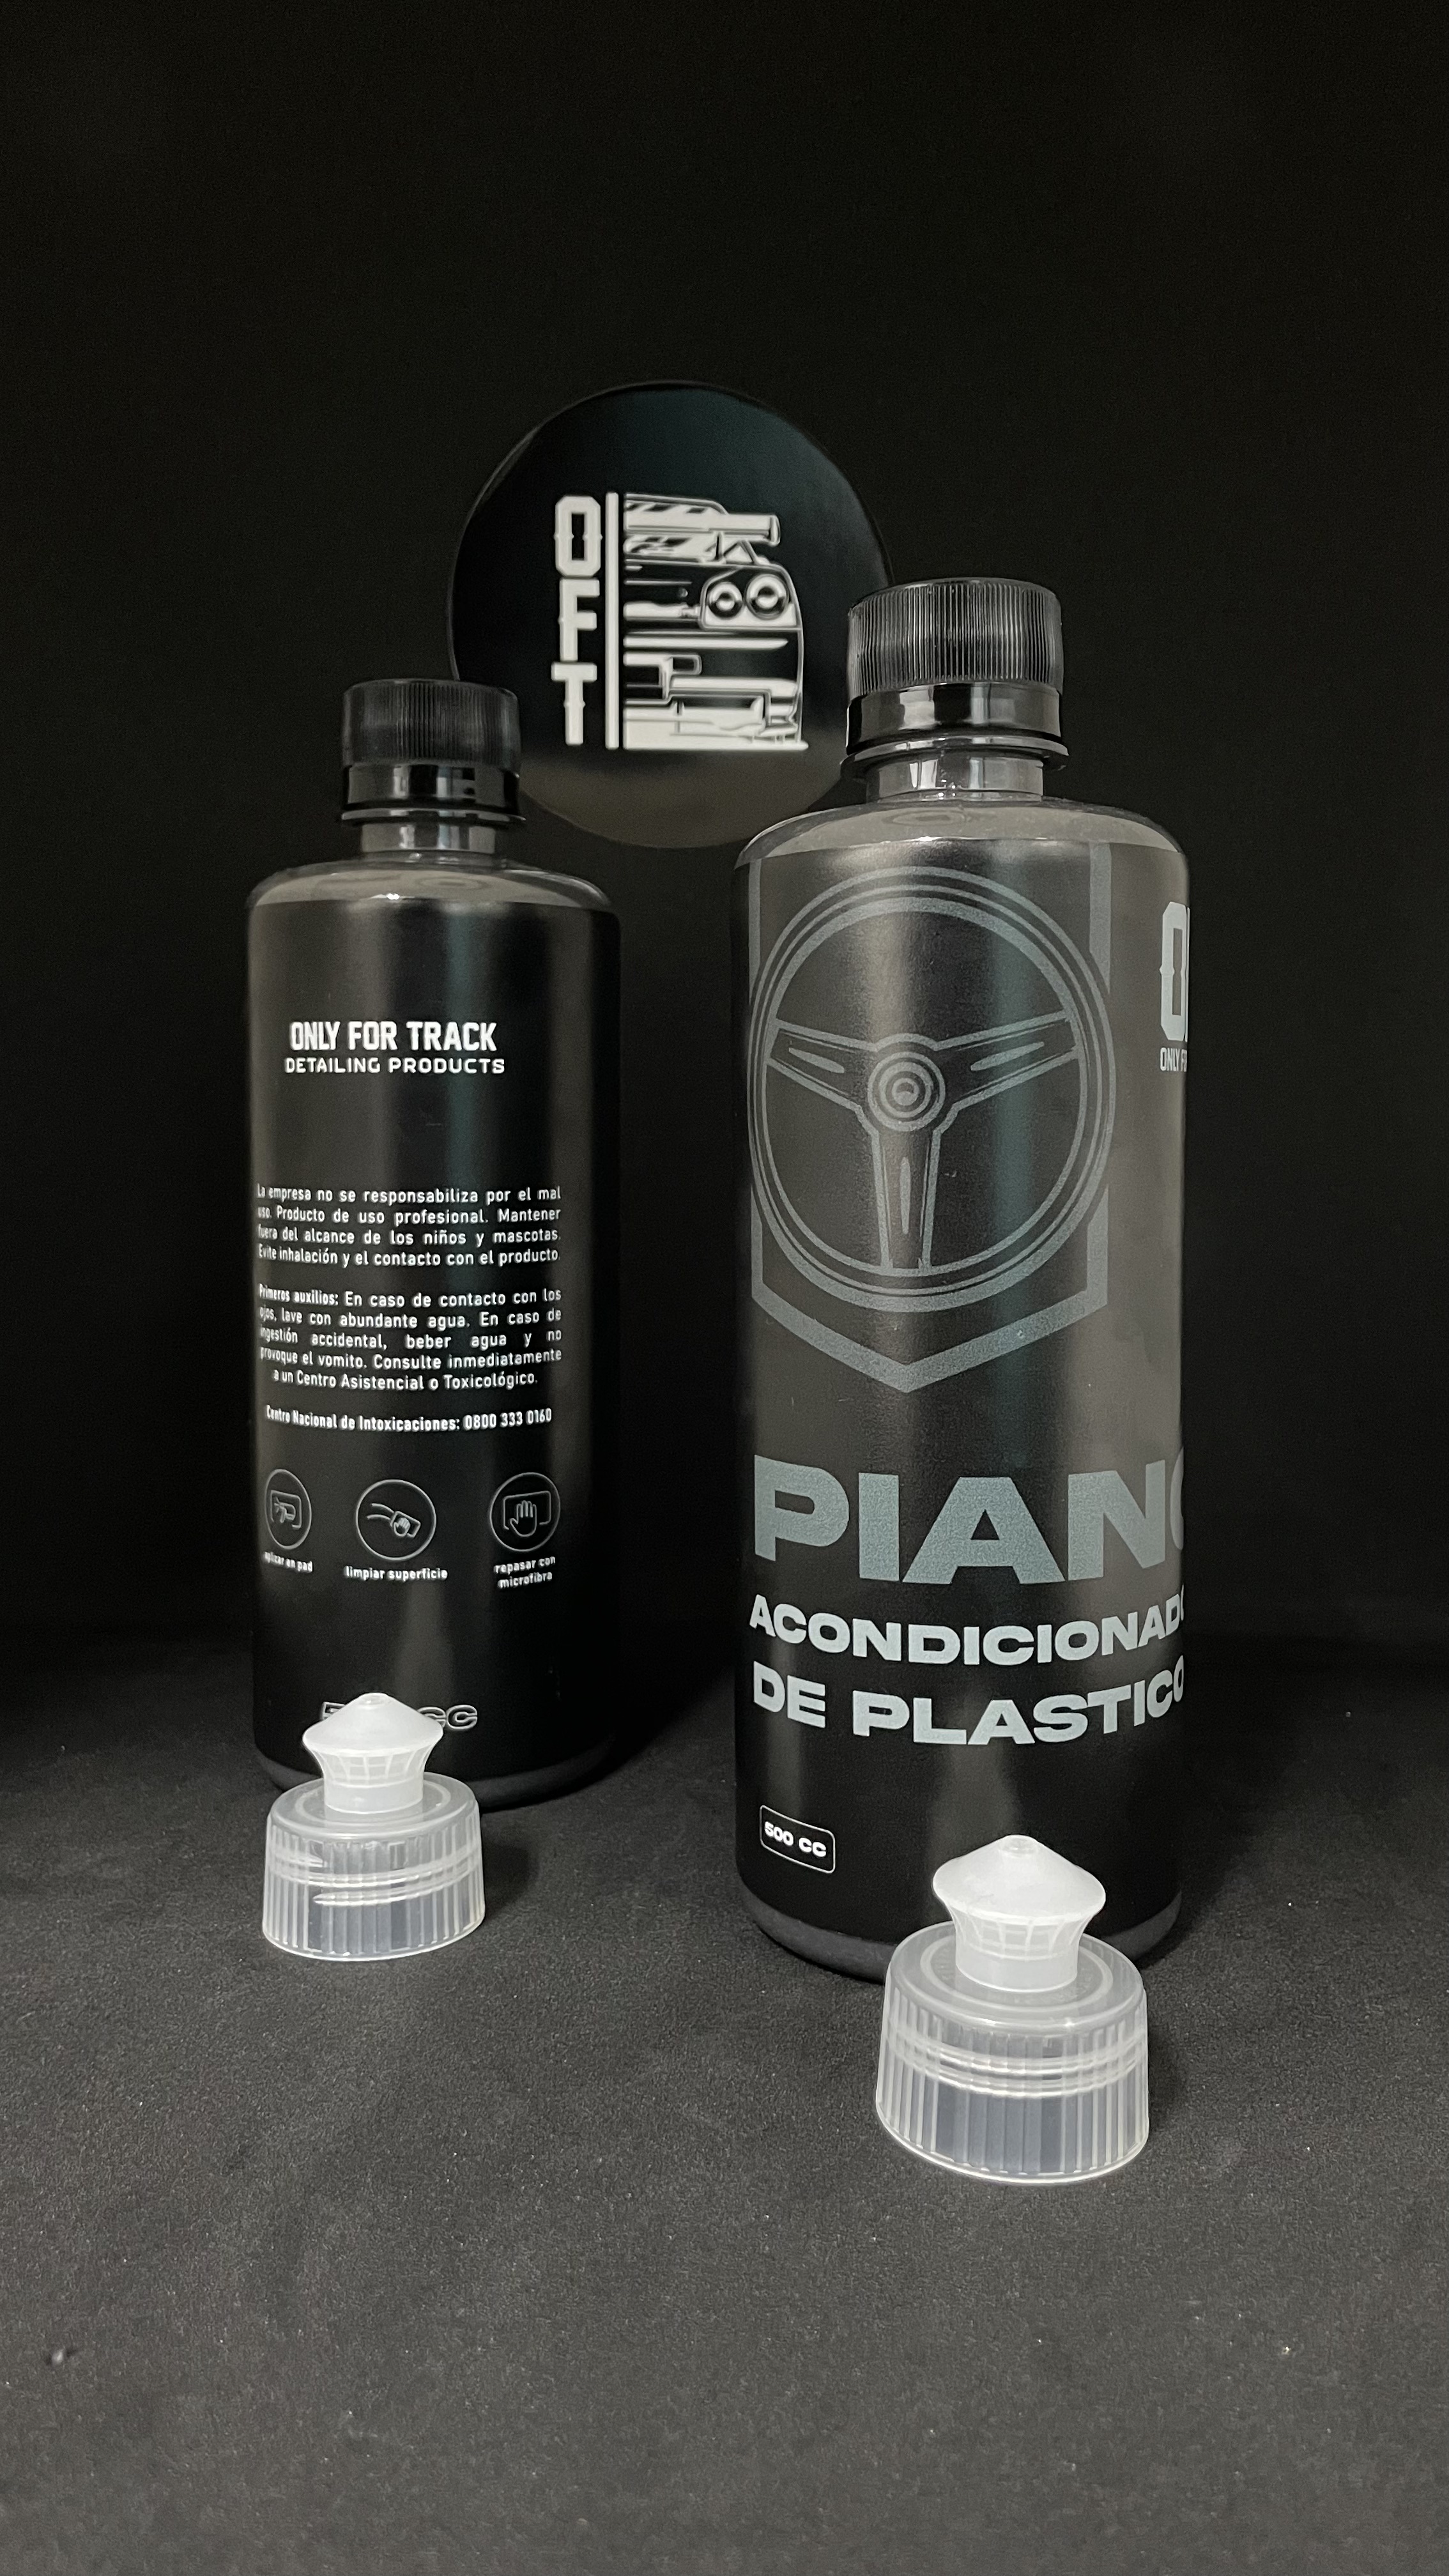 OFT
ONLY FOR TRACK
DETAILING PRODUCTS
La empresa no se responsabiliza por el mal
uso. Producto de uso profesional. Mantener
fuera del alcance de los niños y mascotas.
Evite inhalación y el contacto con el producto.
Primeros auxilios: En caso de contacto con los
ojos, lave con abundante agua. En caso de
ingestión accidental, beber agua y no
provoque el vomito. Consulte inmediatamente
a un Centro Asistencial o Toxicológico.
Centro Nacional de Intoxicaciones: 0800 333 0160
aplicar en pad
limpiar superficie
repasar con
microfibra
CC
O
ONLY
PIANO
ACONDICIONADO
DE PLASTICO
500 CC